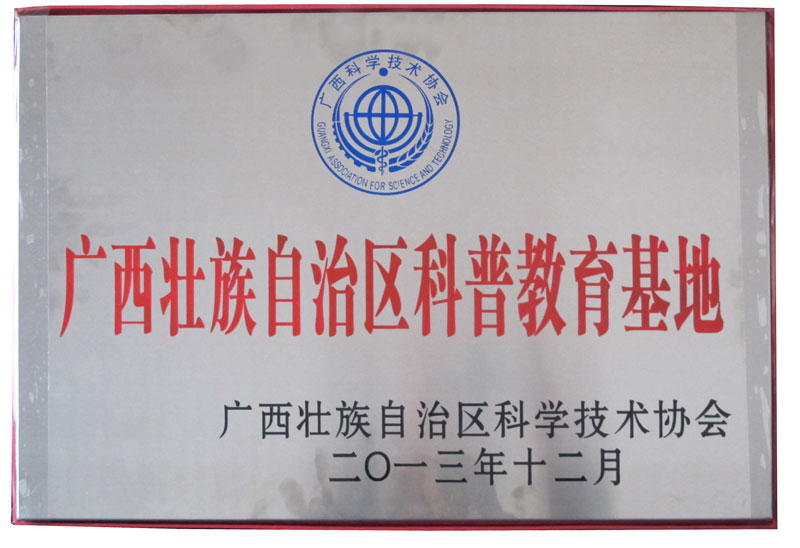 广西科学技术协会
GUANGXI ASSOCIATION FOR SCIENCE AND TECHNOLOGY
广西壮族自治区科普教育基地
广西壮族自治区科学技术协会
二〇一三年十二月